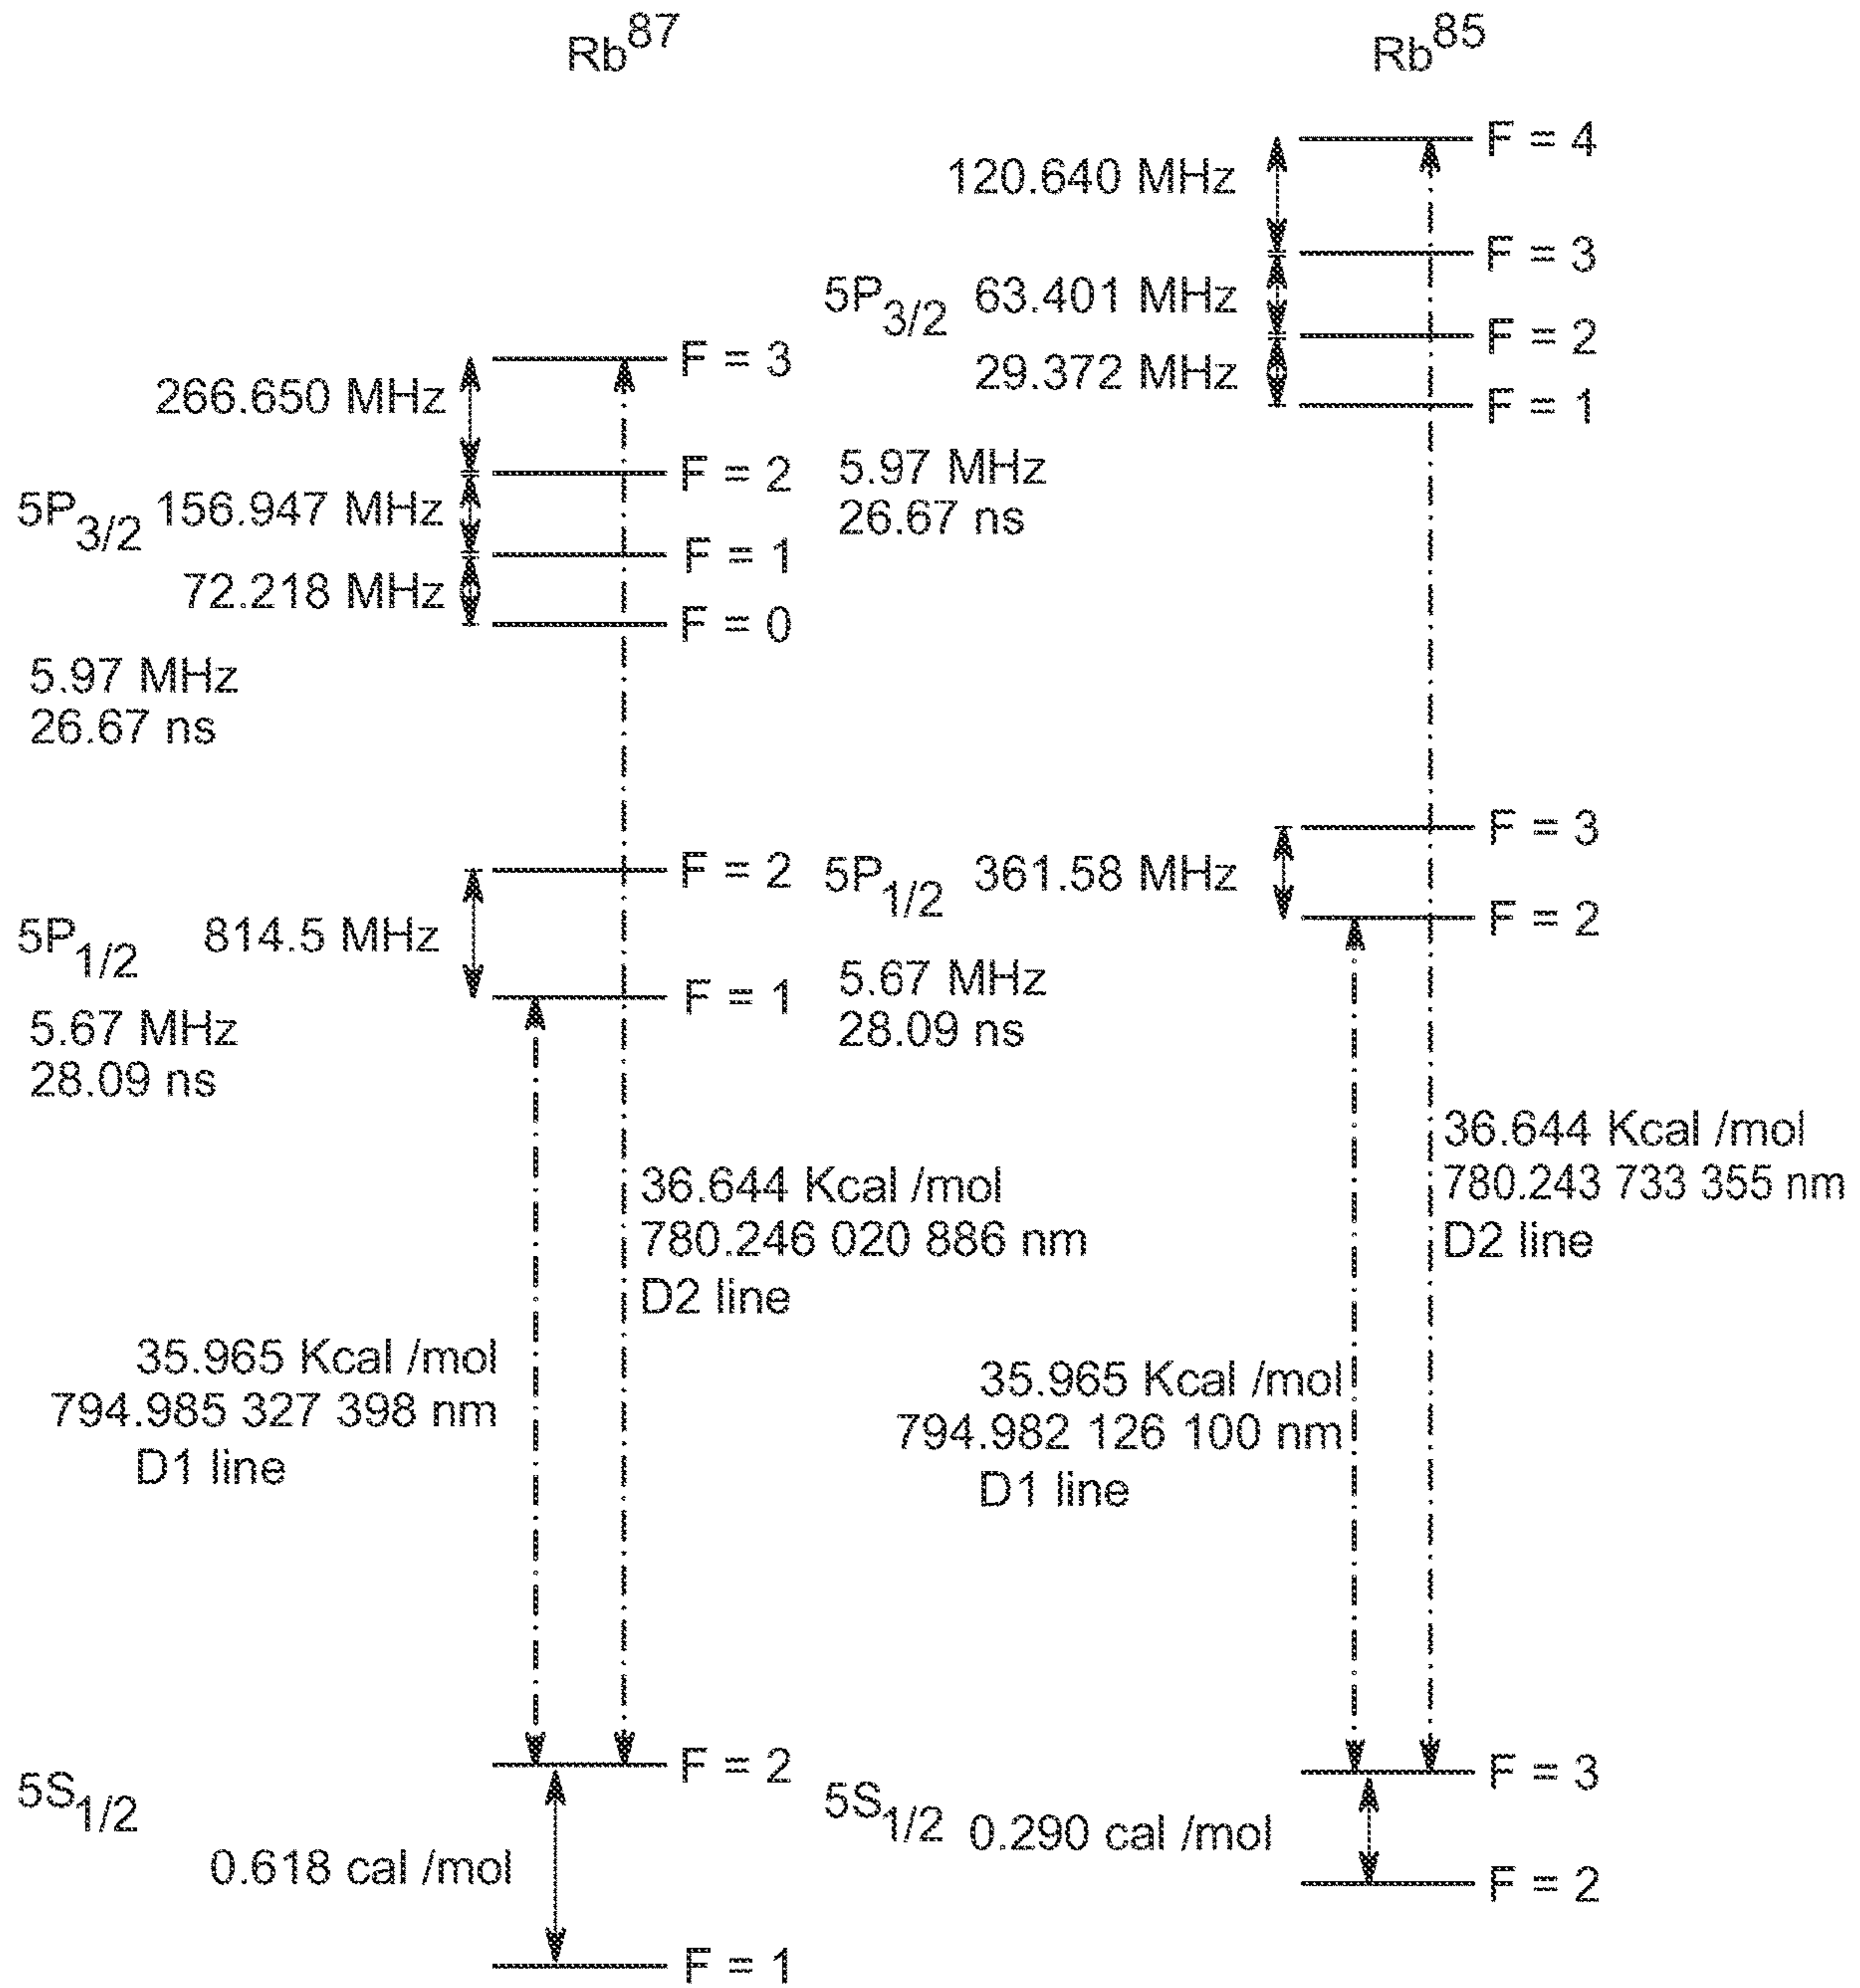 Rb87
266.650 MHz
F = 3
F = 2
5P3/2 156.947 MHz
F = 1
72.218 MHz
F = 0
5.97 MHz
26.67 ns
F = 2
5P1/2 814.5 MHz
F = 1
5.67 MHz
28.09 ns
36.644 Kcal /mol
780.246 020 886 nm
D2 line
35.965 Kcal /mol
794.985 327 398 nm
D1 line
F = 2
5S1/2
0.618 cal /mol
F = 1
Rb85
F = 4
120.640 MHz
F = 3
5P3/2 63.401 MHz
F = 2
29.372 MHz
F = 1
5.97 MHz
26.67 ns
F = 3
5P1/2 361.58 MHz
F = 2
5.67 MHz
28.09 ns
36.644 Kcal /mol
780.243 733 355 nm
D2 line
35.965 Kcal /mol
794.982 126 100 nm
D1 line
F = 3
5S1/2 0.290 cal /mol
F = 2